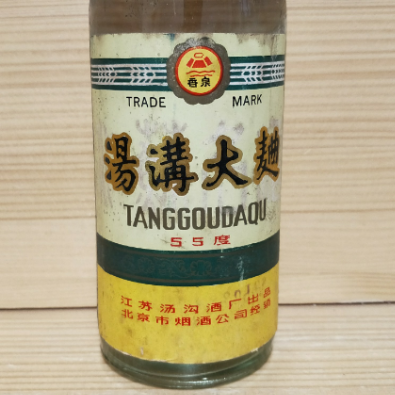 香泉
TRADE MARK
湯溝大麯
TANGGOUDAQU
55度
江苏汤沟酒厂出品
北京市烟酒公司经销